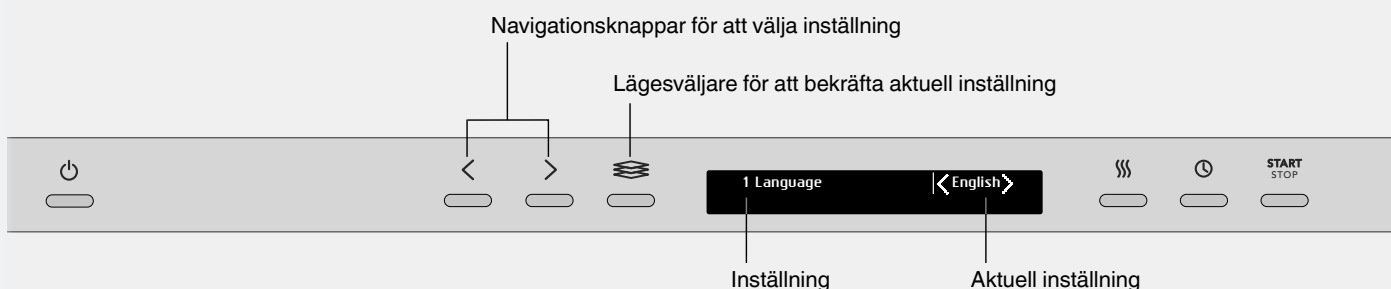 Navigationsknappar för att välja inställning
Lägesväljare för att bekräfta aktuell inställning
1 Language English
START
STOP
Inställning Aktuell inställning